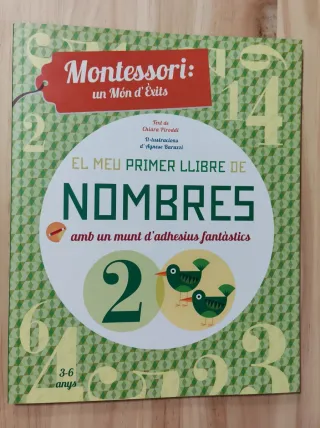 Montessori:
un Món d'Èxits
Text de
Chiara Piroddi
Il·lustracions
d'Agnese Baruzzi
EL MEU PRIMER LLIBRE DE
NOMBRES
amb un munt d'adhesius fantàstics
2
3-6
anys